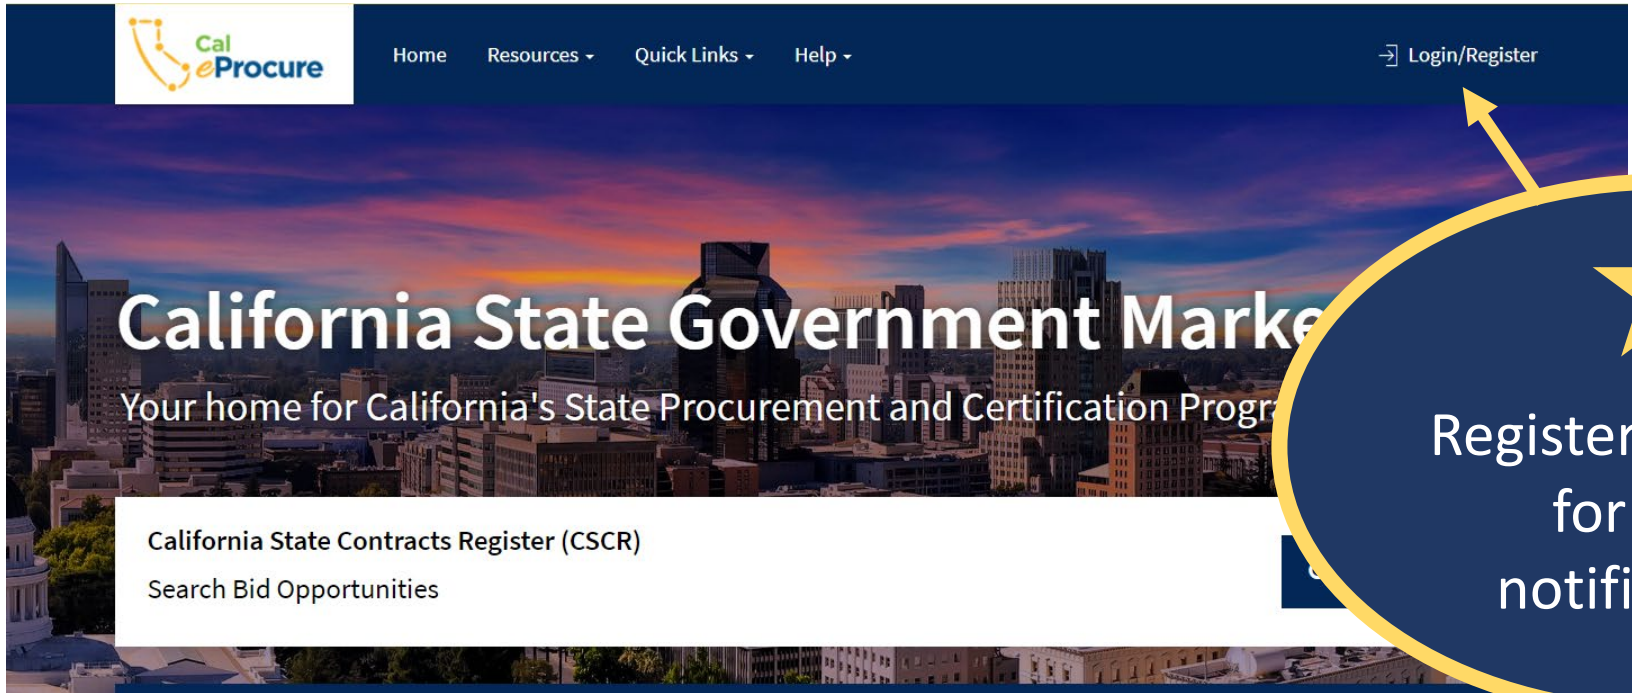 Cal
eProcure
Home Resources Quick Links Help Login/Register
California State Government Marke
Your home for California's State Procurement and Certification Progr
California State Contracts Register (CSCR)
Search Bid Opportunities
Register
for
notifi